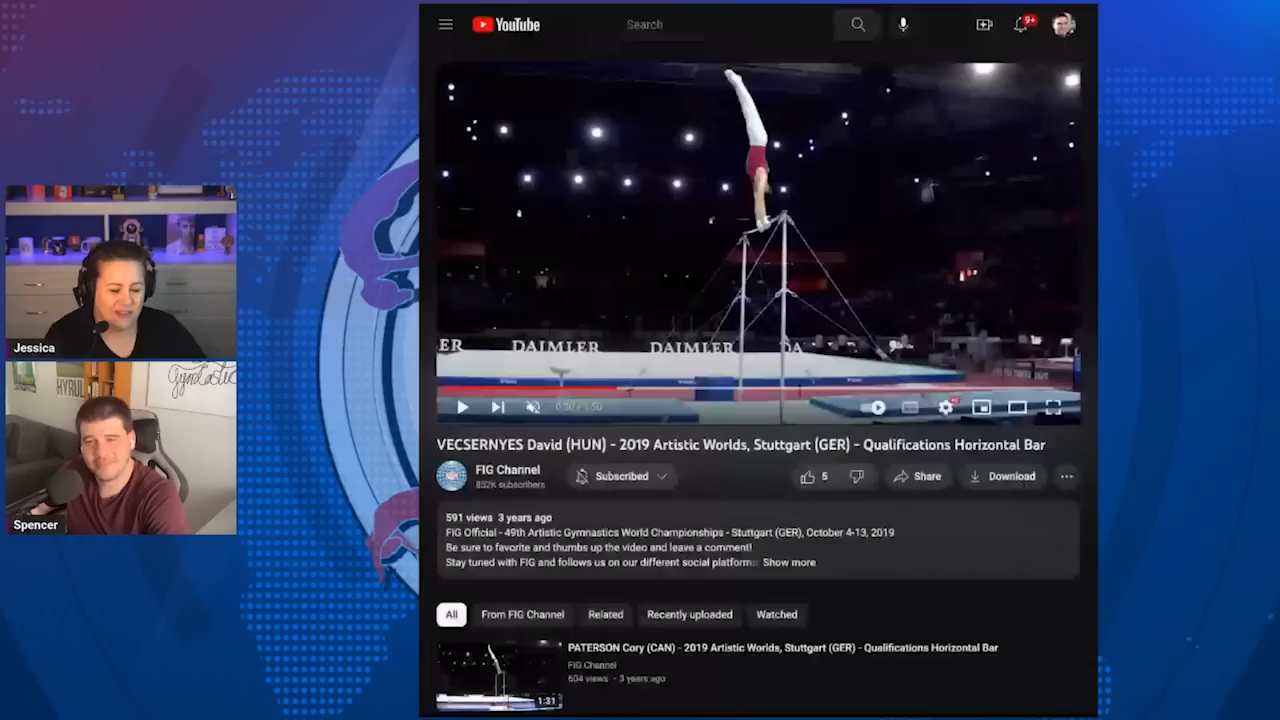 YouTube
Search
9+
ER
DAIMLER
DAIMLER
DA
VECSERNYES David (HUN) - 2019 Artistic Worlds, Stuttgart (GER) - Qualifications Horizontal Bar
FIG Channel
852K subscribers
Subscribed
5
Share
Download
591 views 3 years ago
FIG Official - 49th Artistic Gymnastics World Championships - Stuttgart (GER), October 4-13, 2019
Be sure to favorite and thumbs up the video and leave a comment!
Stay tuned with FIG and follows us on our different social platform
Show more
All
From FIG Channel
Related
Recently uploaded
Watched
PATERSON Cory (CAN) - 2019 Artistic Worlds, Stuttgart (GER) - Qualifications Horizontal Bar
FIG Channel
604 views · 3 years ago
1:31
Jessica
HYRUL
GymCastic
Spencer